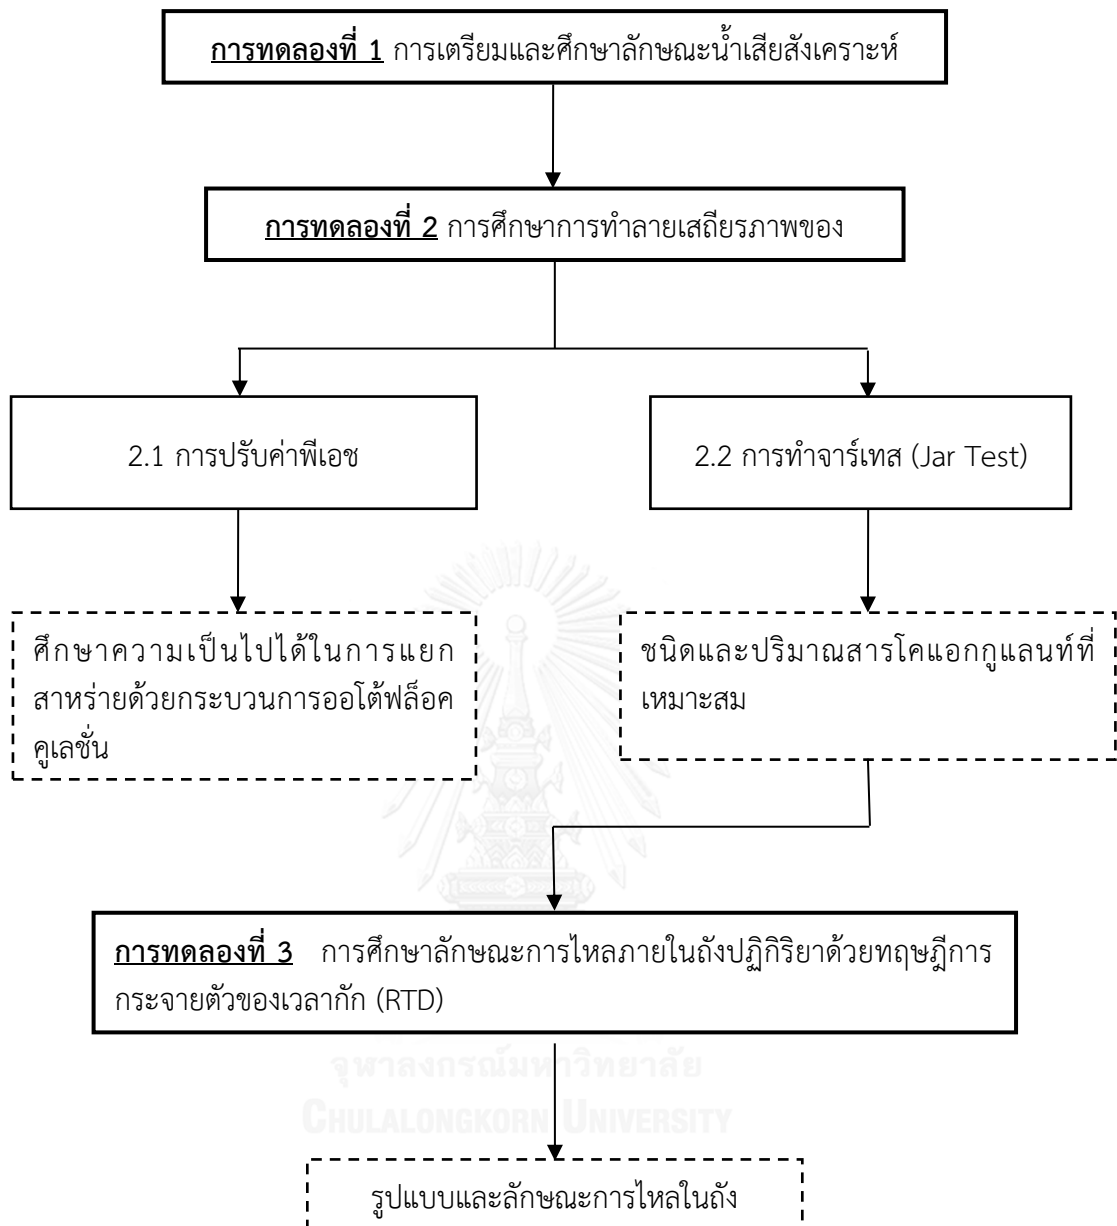 การทดลองที่ 1 การเตรียมและศึกษาลักษณะน้ำเสียสังเคราะห์
การทดลองที่ 2 การศึกษาการทำลายเสถียรภาพของ
2.1 การปรับค่าพีเอช
2.2 การทำจาร์เทส (Jar Test)
ศึกษาความเป็นไปได้ในการแยก
สาหร่ายด้วยกระบวนการออโต้ฟล็อค
คูเลชั่น
ชนิดและปริมาณสารโคแอกกูแลนท์ที่
เหมาะสม
การทดลองที่ 3 การศึกษาลักษณะการไหลภายในถังปฏิกิริยาด้วยทฤษฎีการ
กระจายตัวของเวลากัก (RTD)
จุฬาลงกรณ์มหาวิทยาลัย
CHULALONGKORN UNIVERSITY
รูปแบบและลักษณะการไหลในถัง